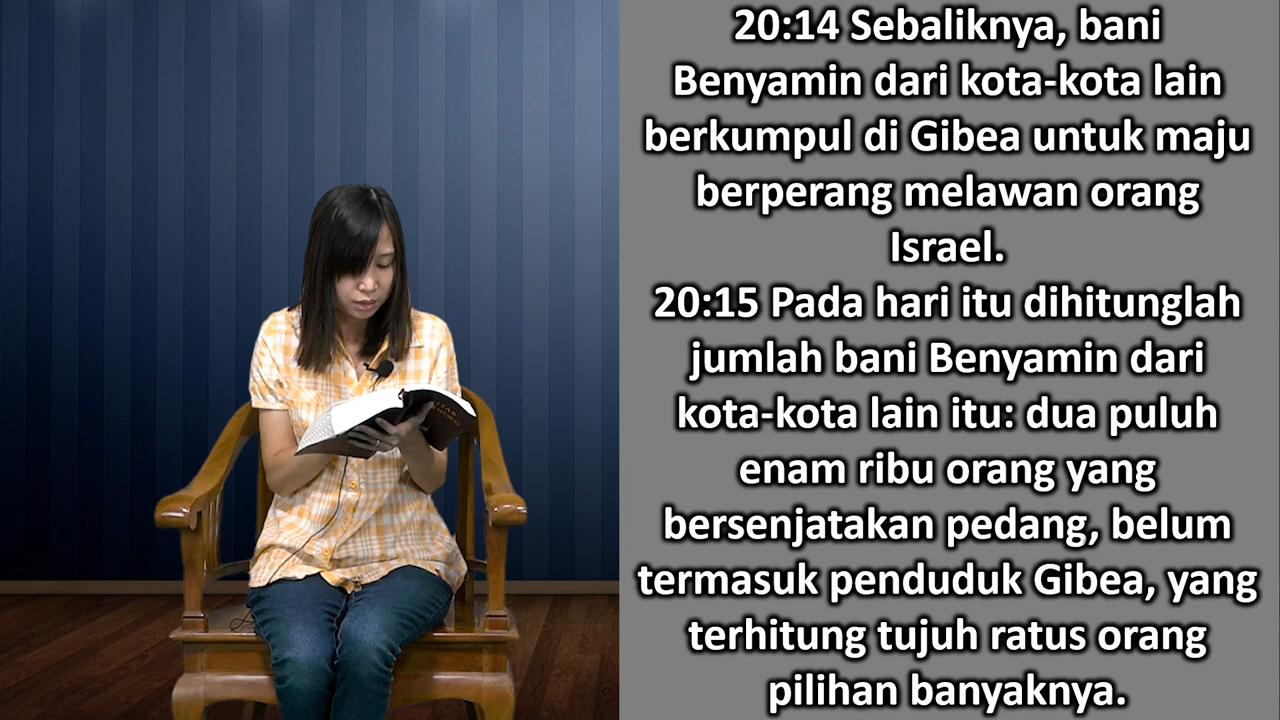 20:14 Sebaliknya, bani
Benyamin dari kota-kota lain
berkumpul di Gibea untuk maju
berperang melawan orang
Israel.
20:15 Pada hari itu dihitunglah
jumlah bani Benyamin dari
kota-kota lain itu: dua puluh
enam ribu orang yang
bersenjatakan pedang, belum
termasuk penduduk Gibea, yang
terhitung tujuh ratus orang
pilihan banyaknya.